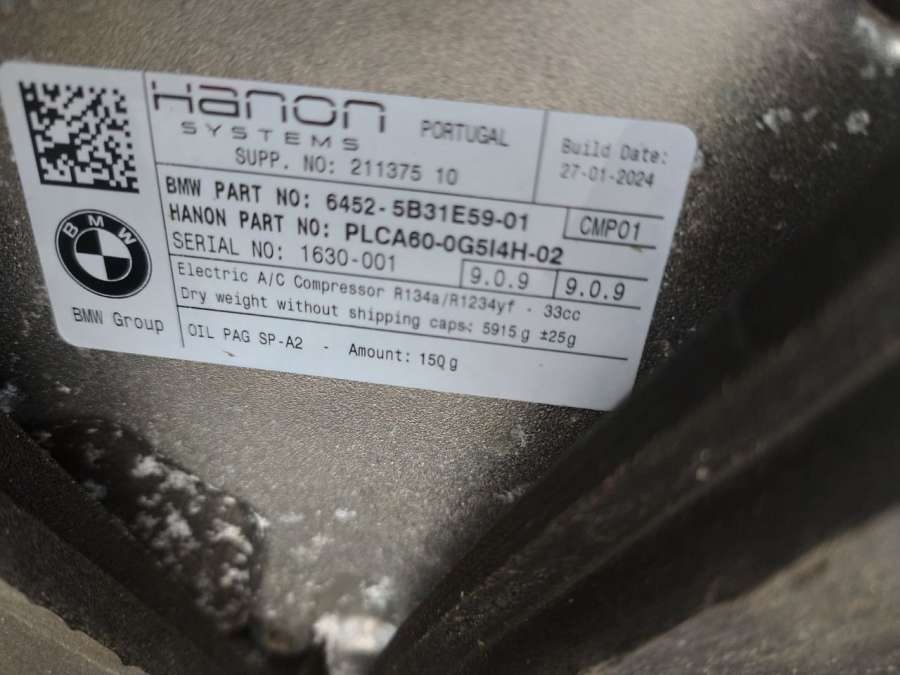 Hanon
SYSTEMS
PORTUGAL
SUPP. NO: 211375 10
Build Date:
27-01-2024
BMW PART NO: 6452-5B31E59-01
CMP01
HANON PART NO: PLCA60-0G5I4H-02
SERIAL NO: 1630-001
9.0.9
9.0.9
Electric A/C Compressor R134a/R1234yf - 33cc
Dry weight without shipping caps: 5915g ±25g
OIL PAG SP-A2 - Amount: 150g
BMW
BMW Group